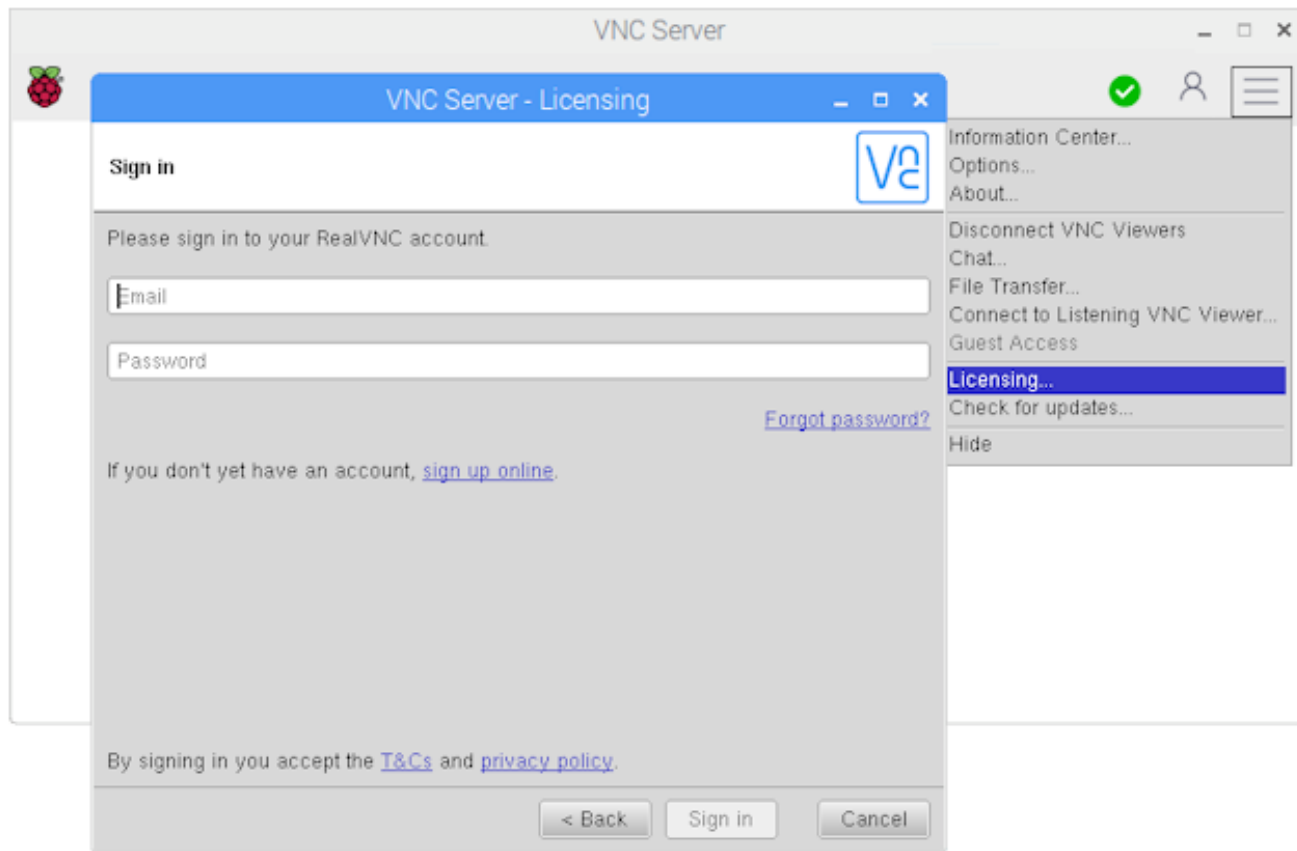 VNC Server
VNC Server - Licensing
Sign in
Vnc
Please sign in to your RealVNC account.
Email
Password
Forgot password?
If you don't yet have an account, sign up online.
By signing in you accept the T&Cs and privacy policy.
< Back Sign in Cancel
Information Center...
Options...
About...
Disconnect VNC Viewers
Chat...
File Transfer...
Connect to Listening VNC Viewer...
Guest Access
Licensing...
Check for updates...
Hide